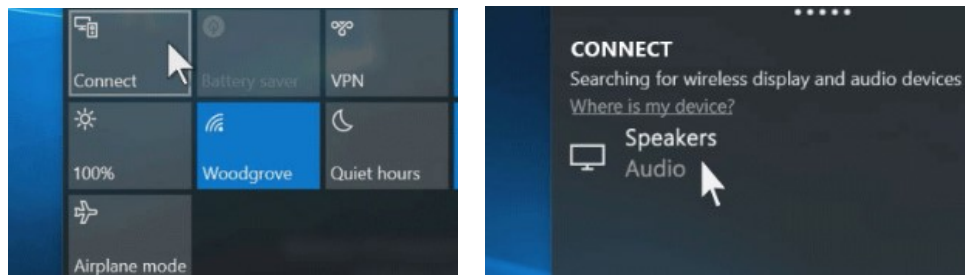 Connect
Battery saver
VPN
100%
Woodgrove
Quiet hours
Airplane mode
CONNECT
Searching for wireless display and audio devices
Where is my device?
Speakers
Audio